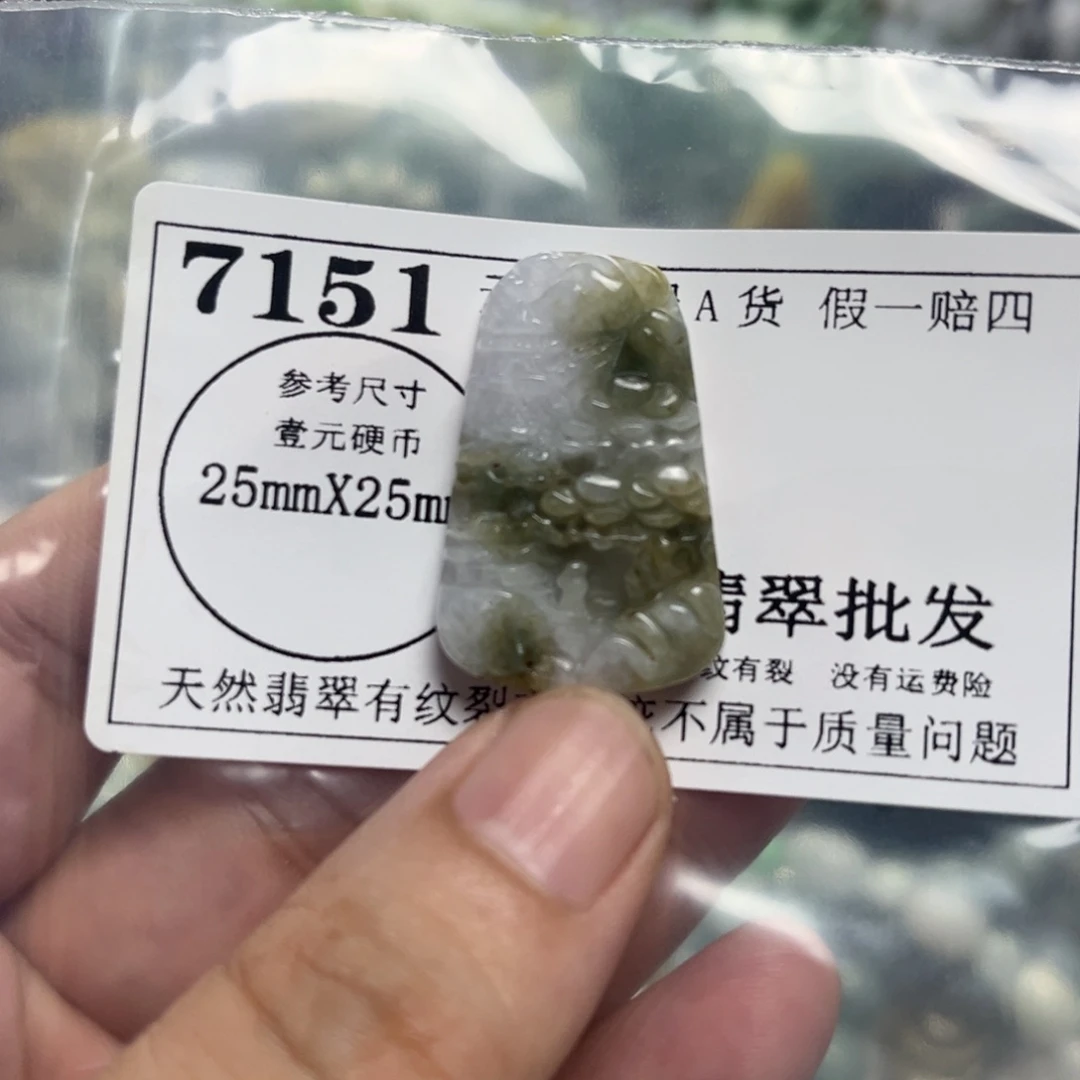 7151
A货 假一赔四
参考尺寸
壹元硬币
25mmX25m
翡翠批发
纹有裂 没有运费险
天然翡翠有纹裂 不属于质量问题